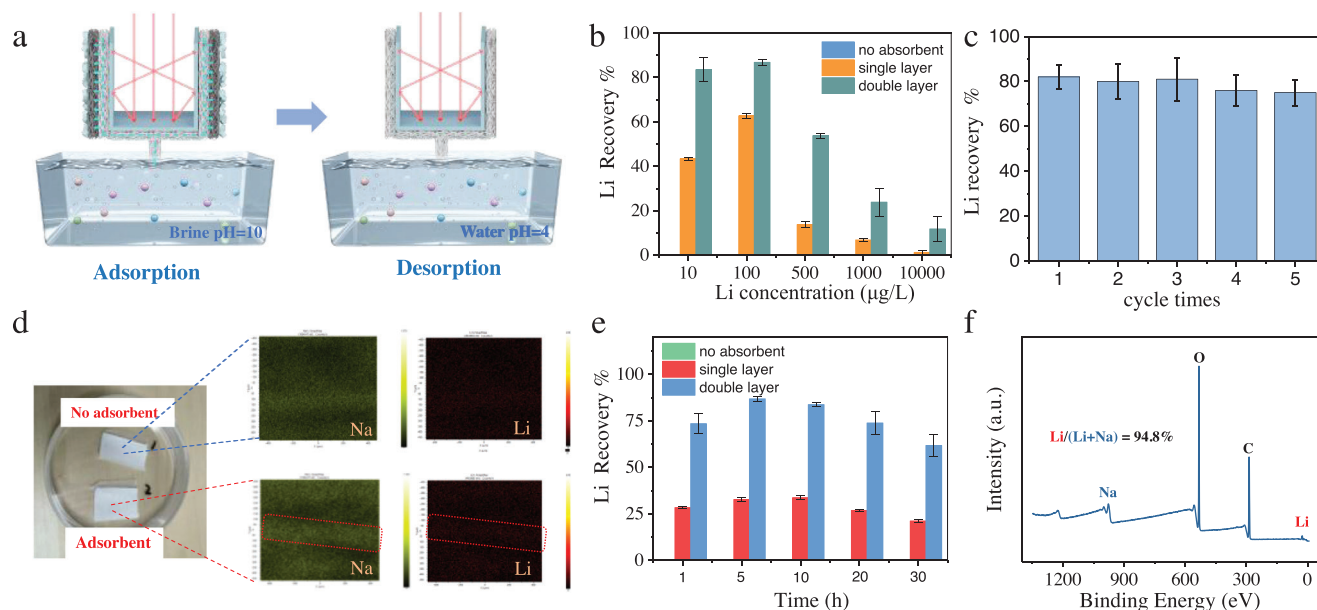 a
Brine pH=10
Water pH=4
Adsorption
Desorption
b
no absorbent
single layer
double layer
Li Recovery %
100
80
60
40
20
0
10 100 500 1000 10000
Li concentration (μg/L)
c
Li recovery %
100
80
60
40
20
0
1 2 3 4 5
cycle times
d
No adsorbent
Adsorbent
Na
Li
Na
Li
e
no absorbent
single layer
double layer
Li Recovery %
100
75
50
25
0
1 5 10 20 30
Time (h)
f
Intensity (a.u.)
O
Li/(Li+Na) = 94.8%
C
Na
Li
1200 900 600 300 0
Binding Energy (eV)